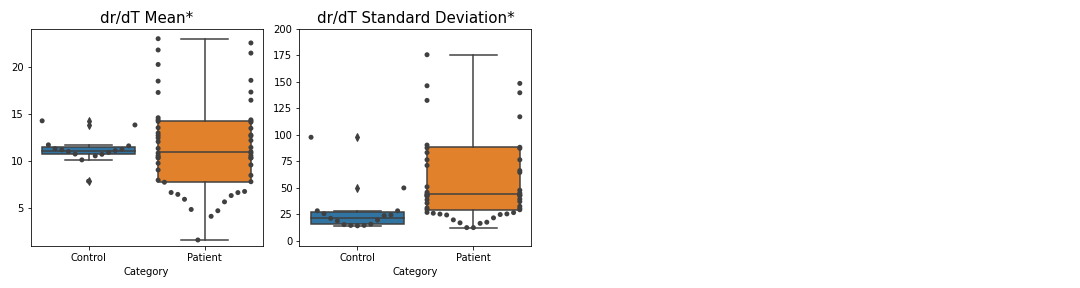 dr/dT Mean*
20
15
10
5
Control
Patient
Category
dr/dT Standard Deviation*
200
175
150
125
100
75
50
25
0
Control
Patient
Category